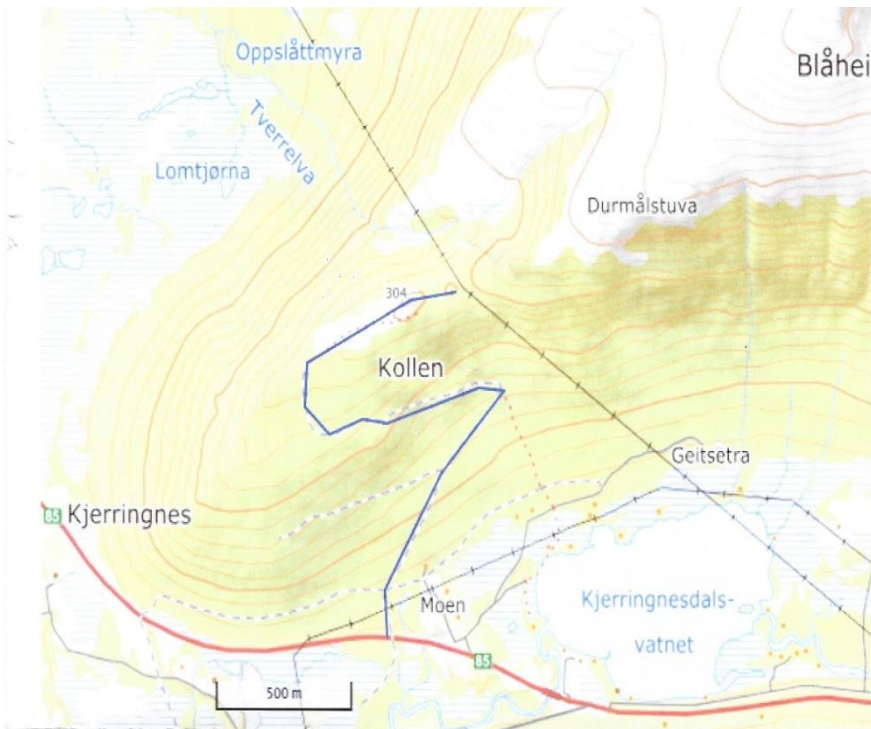 Oppslåttmyra
Blåhei
Tverrelva
Lomtjørna
Durmålstuva
304
Kollen
Geitsetra
85 Kjerringnes
Moen
Kjerringnesdals-
vatnet
85
500 m